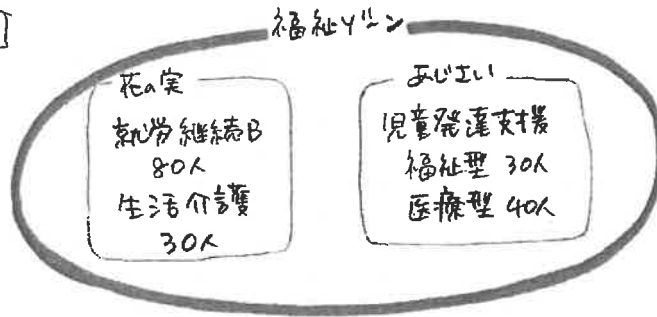 福祉ゾーン
花の実
就労継続B
80人
生活介護
30人
あじさい
児童発達支援
福祉型 30人
医療型 40人